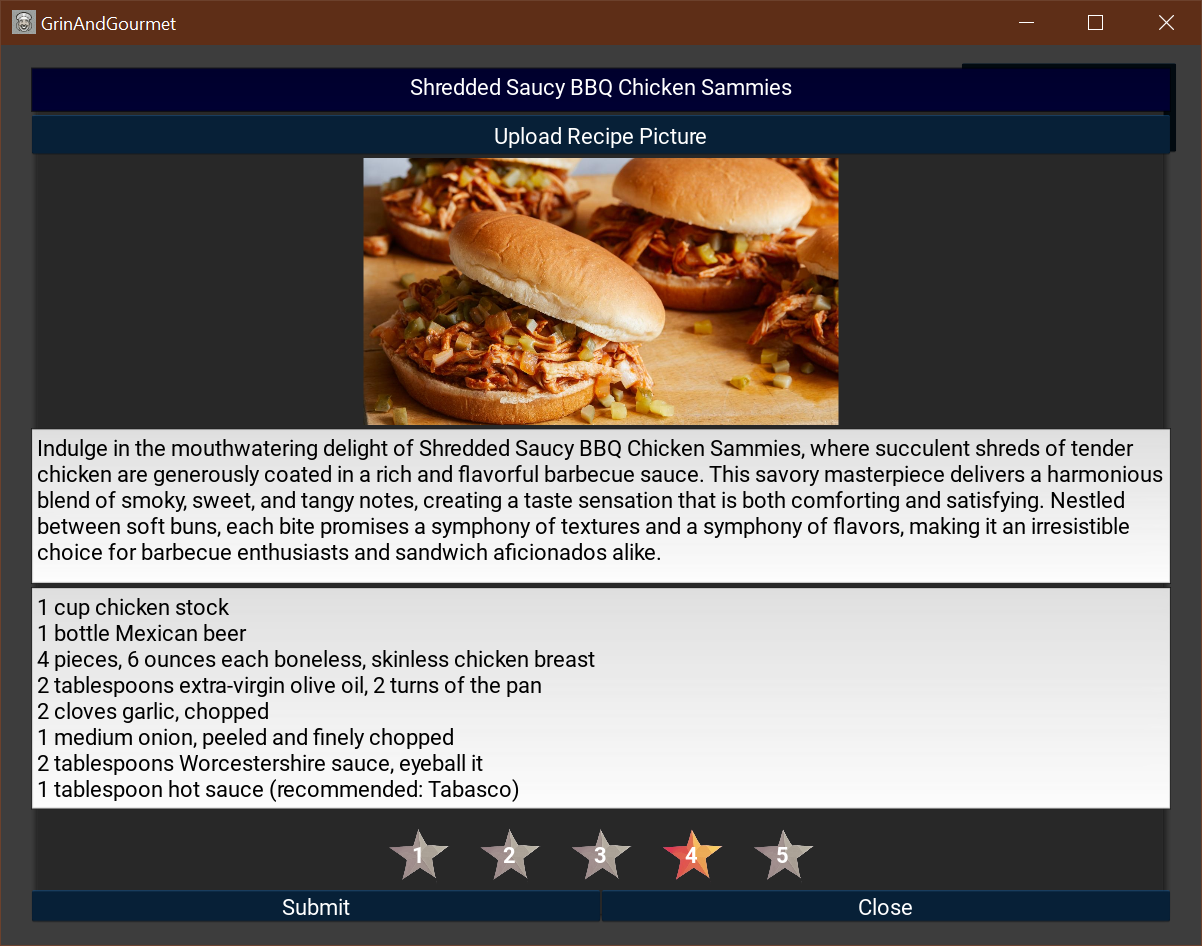 GrinAndGourmet
Shredded Saucy BBQ Chicken Sammies
Upload Recipe Picture
Indulge in the mouthwatering delight of Shredded Saucy BBQ Chicken Sammies, where succulent shreds of tender
chicken are generously coated in a rich and flavorful barbecue sauce. This savory masterpiece delivers a harmonious
blend of smoky, sweet, and tangy notes, creating a taste sensation that is both comforting and satisfying. Nestled
between soft buns, each bite promises a symphony of textures and a symphony of flavors, making it an irresistible
choice for barbecue enthusiasts and sandwich aficionados alike.
1 cup chicken stock
1 bottle Mexican beer
4 pieces, 6 ounces each boneless, skinless chicken breast
2 tablespoons extra-virgin olive oil, 2 turns of the pan
2 cloves garlic, chopped
1 medium onion, peeled and finely chopped
2 tablespoons Worcestershire sauce, eyeball it
1 tablespoon hot sauce (recommended: Tabasco)
1 2 3 4 5
Submit Close